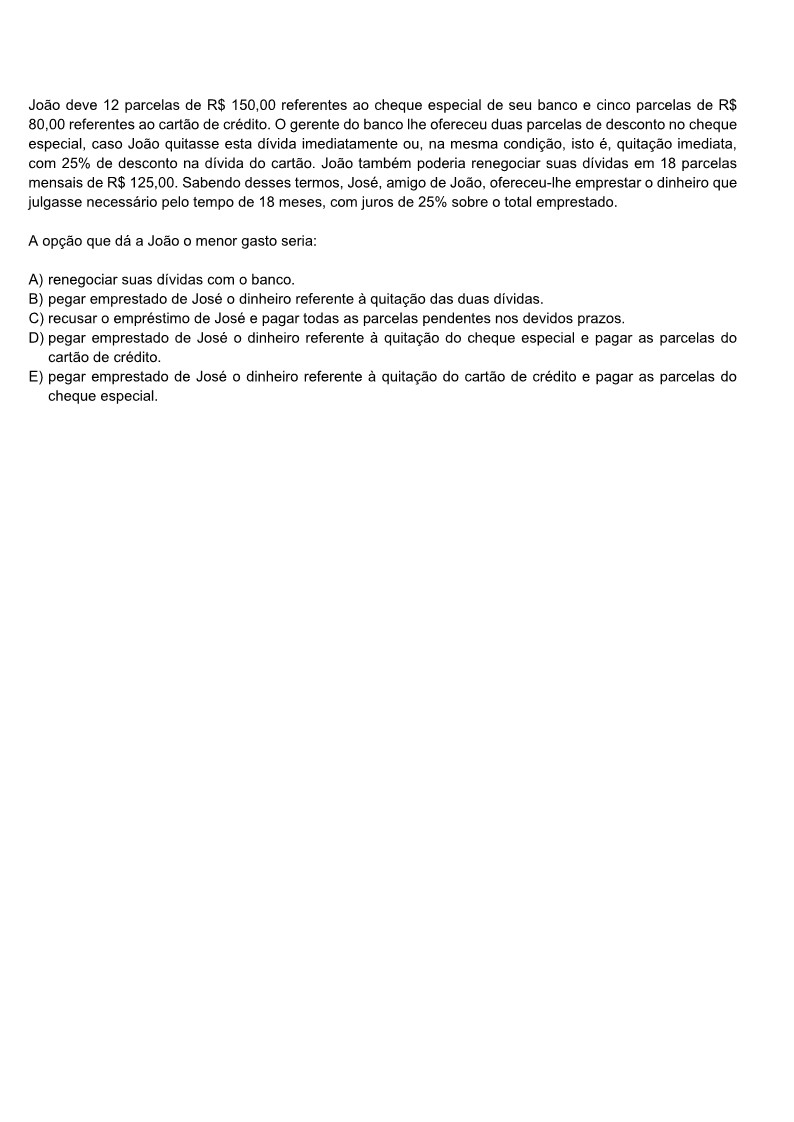 João deve 12 parcelas de R$ 150,00 referentes ao cheque especial de seu banco e cinco parcelas de R$
80,00 referentes ao cartão de crédito. O gerente do banco lhe ofereceu duas parcelas de desconto no cheque
especial, caso João quitasse esta dívida imediatamente ou, na mesma condição, isto é, quitação imediata,
com 25% de desconto na dívida do cartão. João também poderia renegociar suas dívidas em 18 parcelas
mensais de R$ 125,00. Sabendo desses termos, José, amigo de João, ofereceu-lhe emprestar o dinheiro que
julgasse necessário pelo tempo de 18 meses, com juros de 25% sobre o total emprestado.
A opção que dá a João o menor gasto seria:
A) renegociar suas dívidas com o banco.
B) pegar emprestado de José o dinheiro referente à quitação das duas dívidas.
C) recusar o empréstimo de José e pagar todas as parcelas pendentes nos devidos prazos.
D) pegar emprestado de José o dinheiro referente à quitação do cheque especial e pagar as parcelas do
cartão de crédito.
E) pegar emprestado de José o dinheiro referente à quitação do cartão de crédito e pagar as parcelas do
cheque especial.